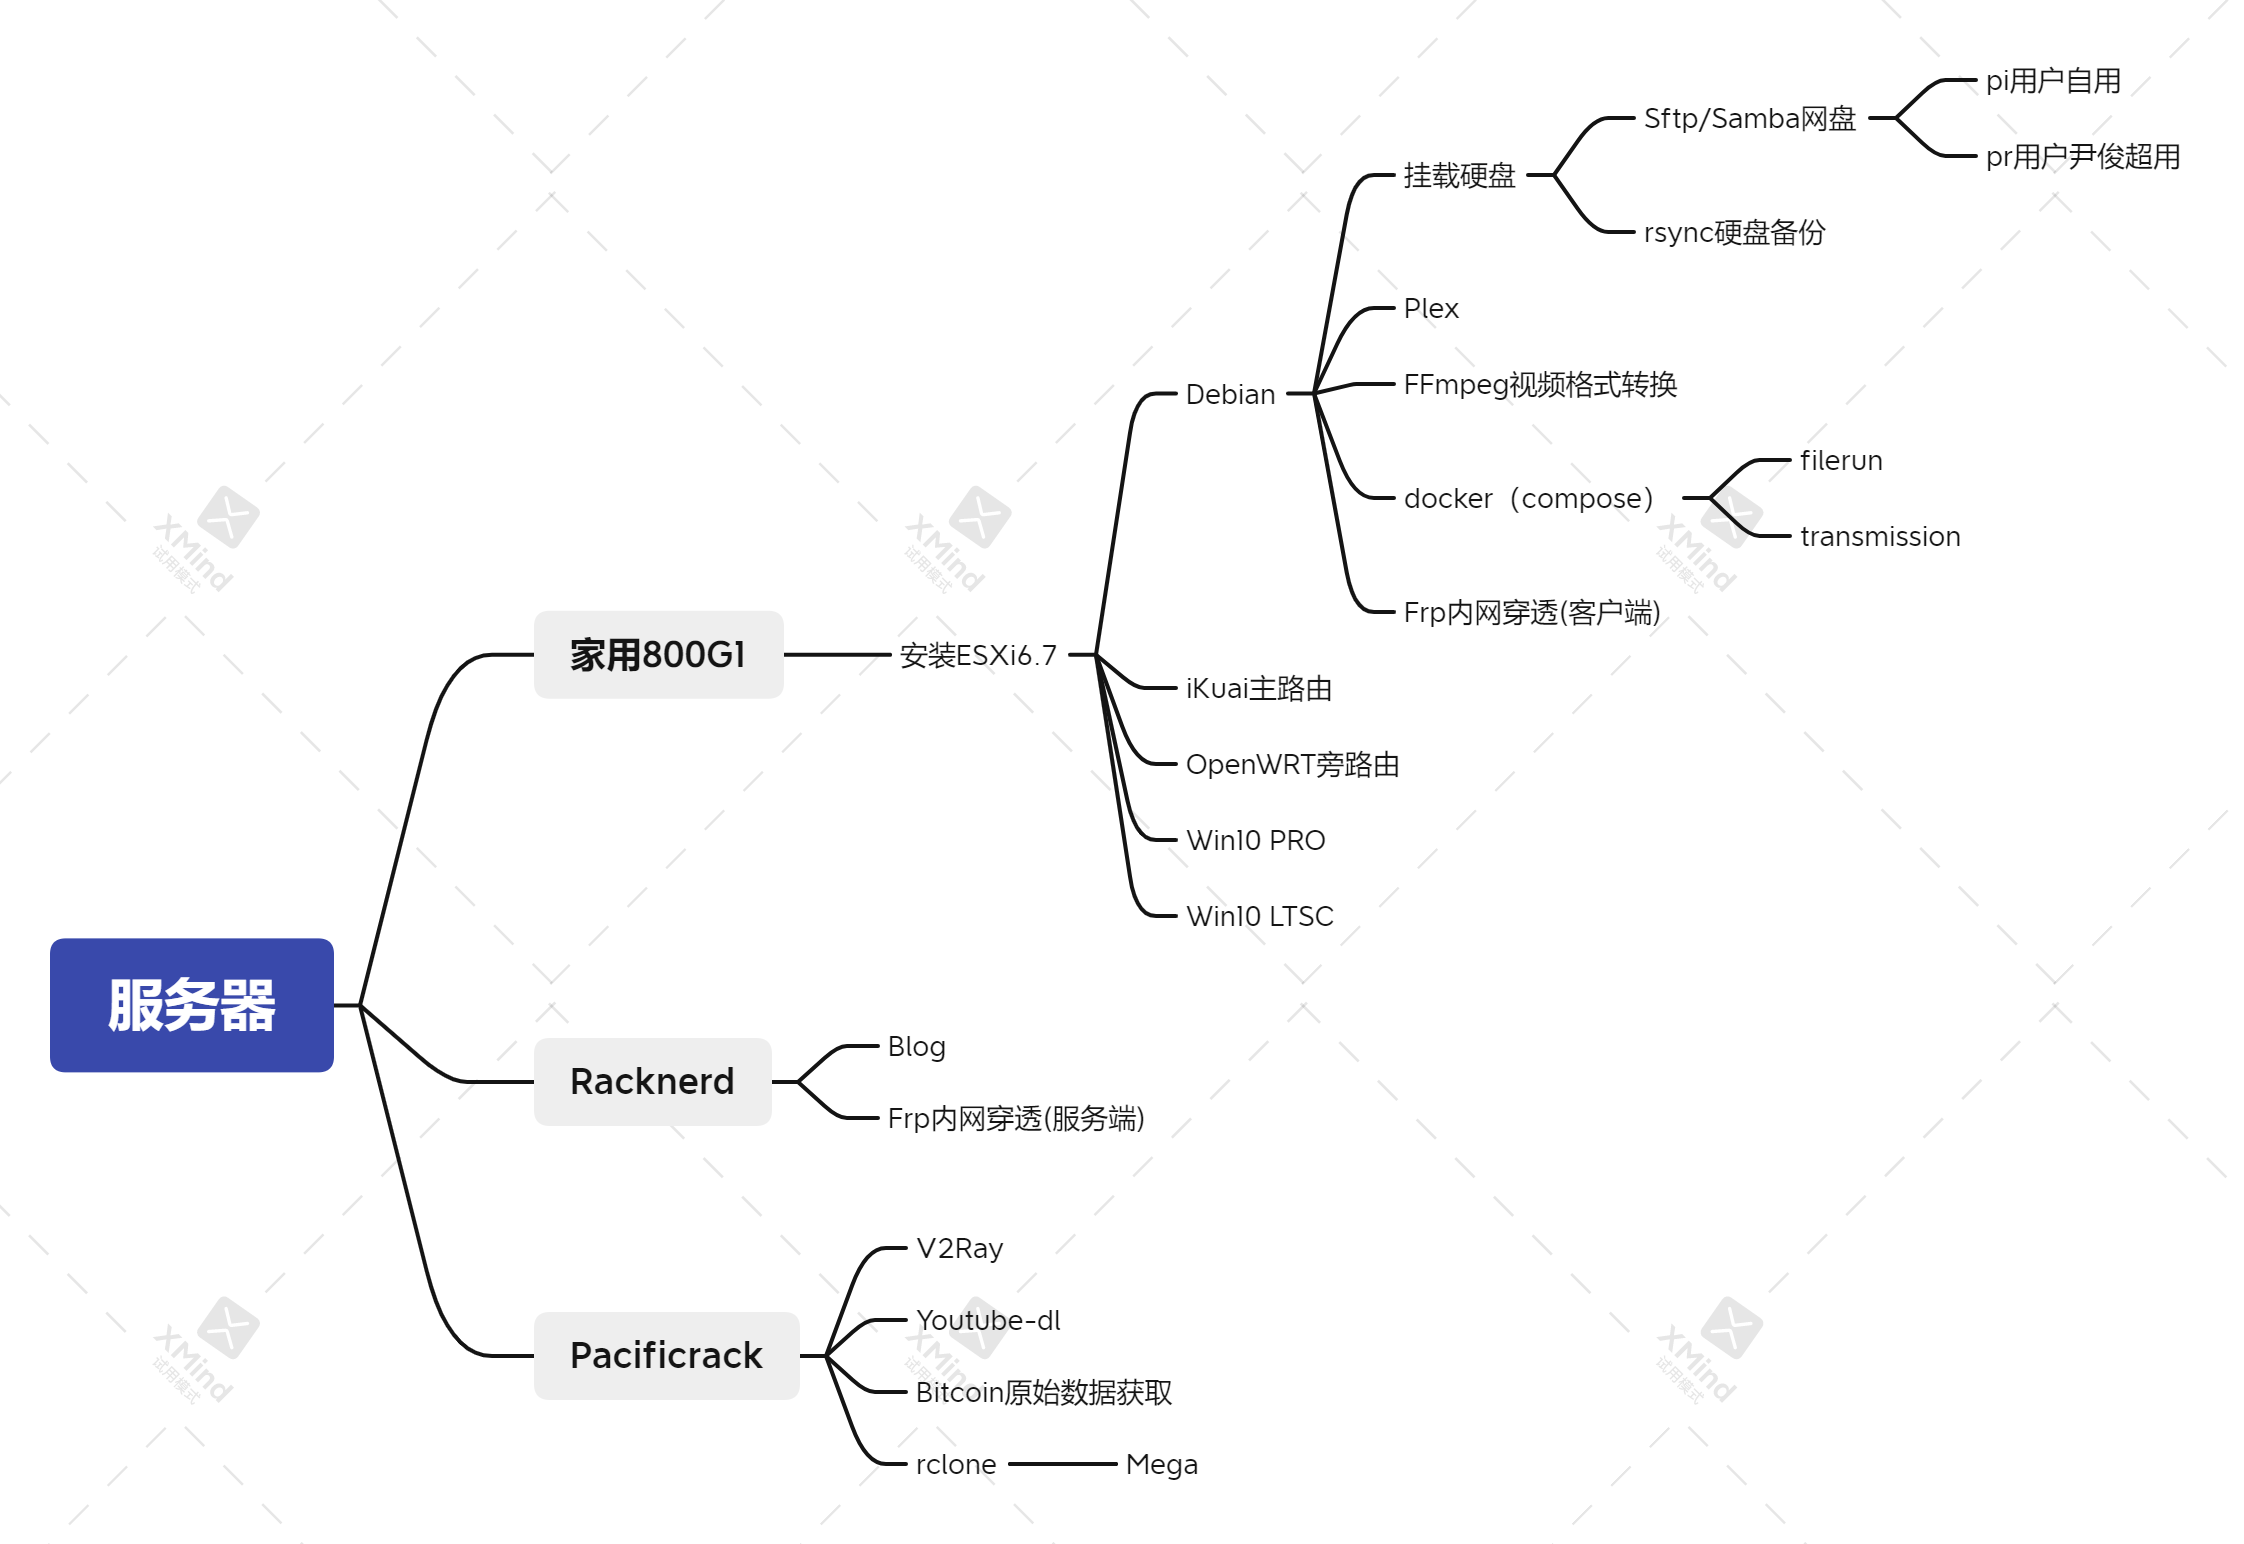 服务器
家用800G1
安装ESXi6.7
Debian
挂载硬盘
Sftp/Samba网盘
pi用户自用
pr用户尹俊超用
rsync硬盘备份
Plex
FFmpeg视频格式转换
docker（compose）
filerun
transmission
Frp内网穿透(客户端)
iKuai主路由
OpenWRT旁路由
Win10 PRO
Win10 LTSC
Racknerd
Blog
Frp内网穿透(服务端)
Pacificrack
V2Ray
Youtube-dl
Bitcoin原始数据获取
rclone
Mega
XMind
试用模式
XMind
试用模式
XMind
试用模式
XMind
试用模式
XMind
试用模式
XMind
试用模式